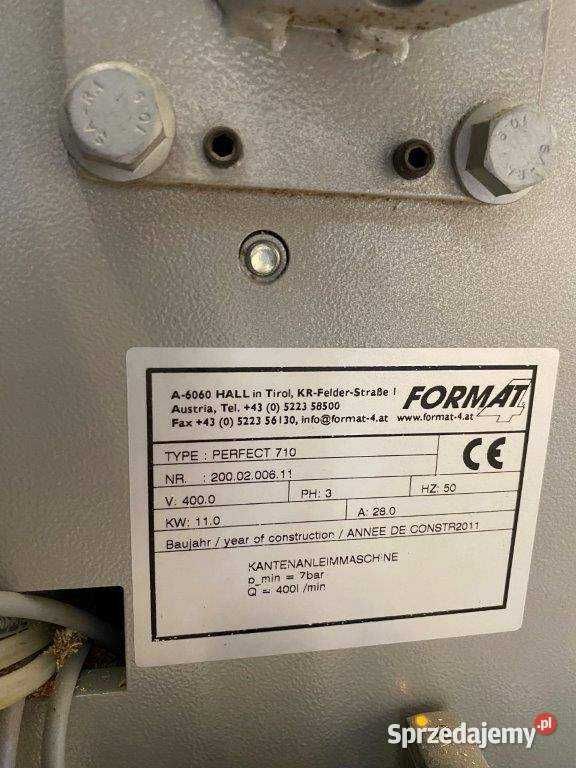 A-6060 HALL in Tirol, KR-Felder-Straße 1
Austria, Tel. +43 (0) 5223 58500
Fax +43 (0) 5223 56130, info@format-4.at www.format-4.at
FORMAT 4
TYPE : PERFECT 710
CE
NR. : 200.02.006.11
V: 400.0 PH: 3 HZ: 50
KW: 11.0 A: 28.0
Baujahr / year of construction / ANNEE DE CONSTR2011
KANTENANLEIMMASCHINE
p_min = 7bar
Q = 400l /min
Sprzedajemy.pl